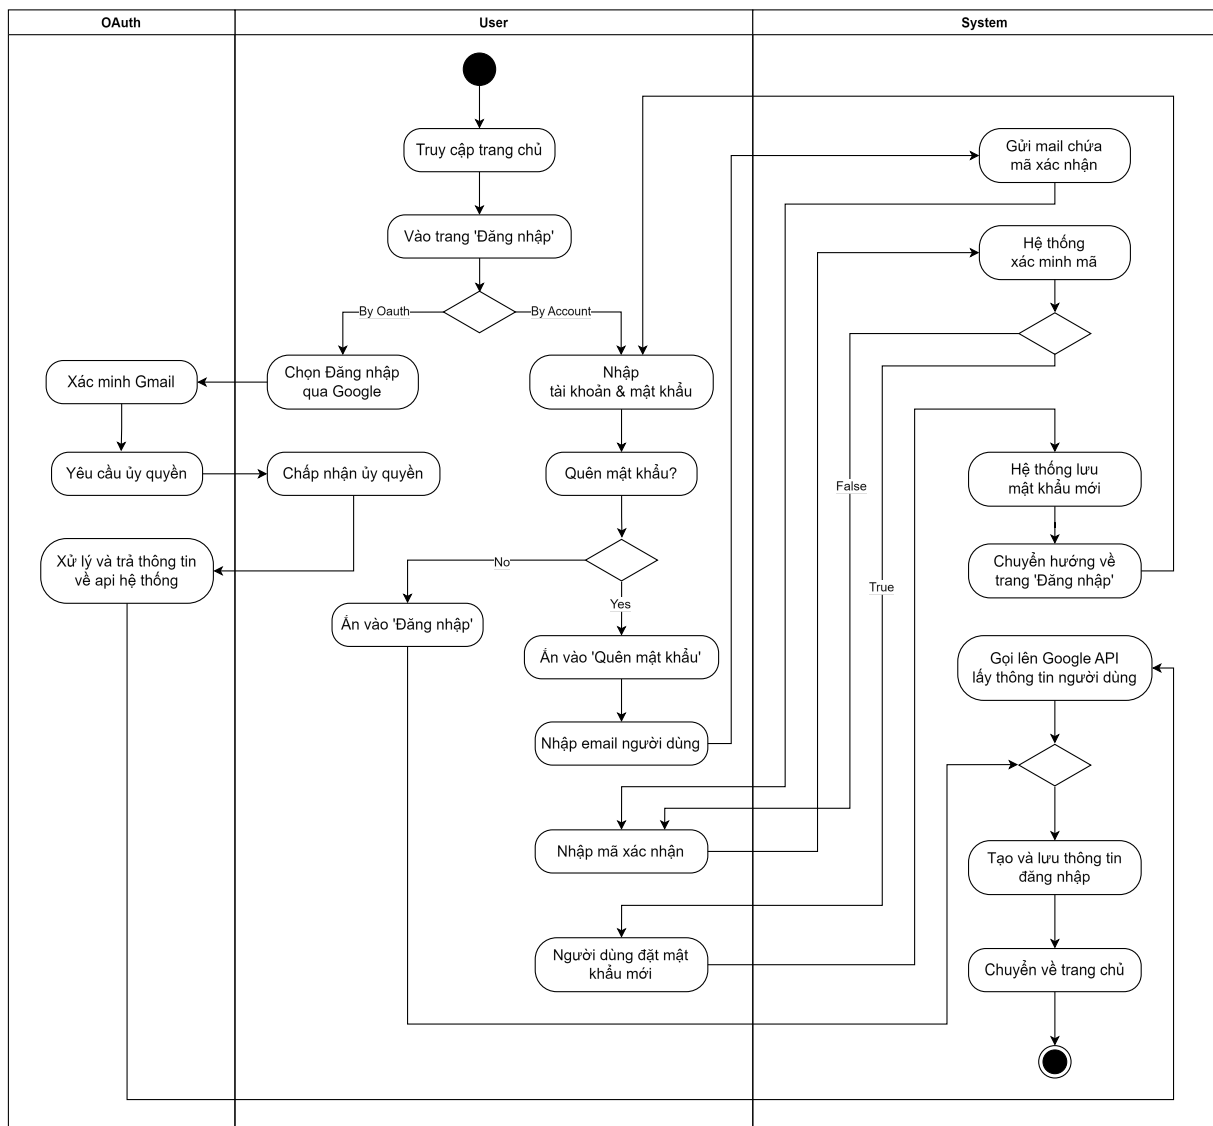 OAuth
User
System
Truy cập trang chủ
Vào trang 'Đăng nhập'
By Oauth
By Account
Chọn Đăng nhập
qua Google
Xác minh Gmail
Yêu cầu ủy quyền
Chấp nhận ủy quyền
Xử lý và trả thông tin
về api hệ thống
Nhập
tài khoản & mật khẩu
Quên mật khẩu?
No
Yes
Ấn vào 'Đăng nhập'
Ấn vào 'Quên mật khẩu'
Nhập email người dùng
Nhập mã xác nhận
Người dùng đặt mật
khẩu mới
Gửi mail chứa
mã xác nhận
Hệ thống
xác minh mã
False
True
Hệ thống lưu
mật khẩu mới
Chuyển hướng về
trang 'Đăng nhập'
Gọi lên Google API
lấy thông tin người dùng
Tạo và lưu thông tin
đăng nhập
Chuyển về trang chủ